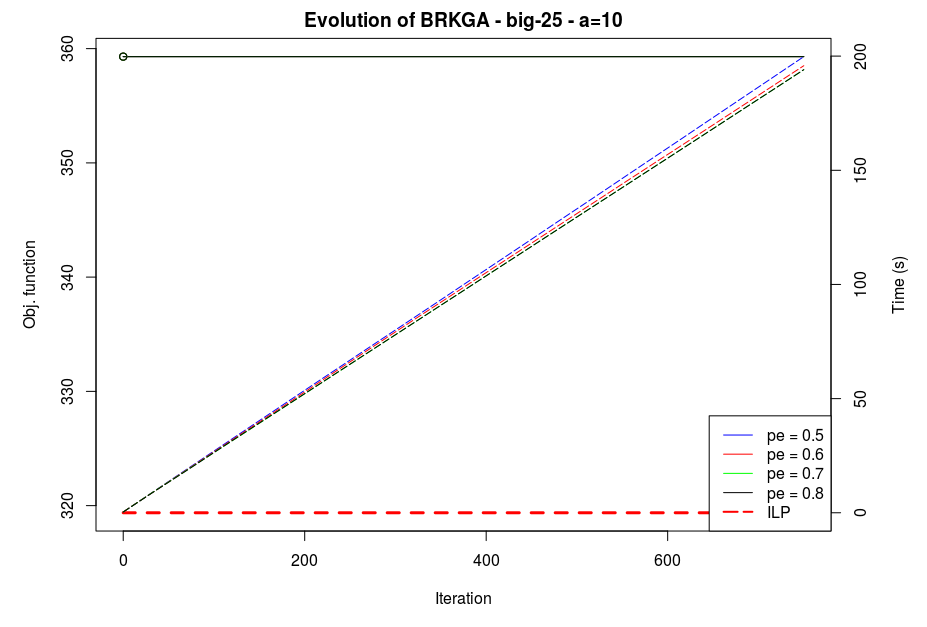 Evolution of BRKGA - big-25 - a=10
Obj. function
360
350
340
330
320
200
150
100
50
0
Time (s)
pe = 0.5
pe = 0.6
pe = 0.7
pe = 0.8
ILP
0 200 400 600
Iteration